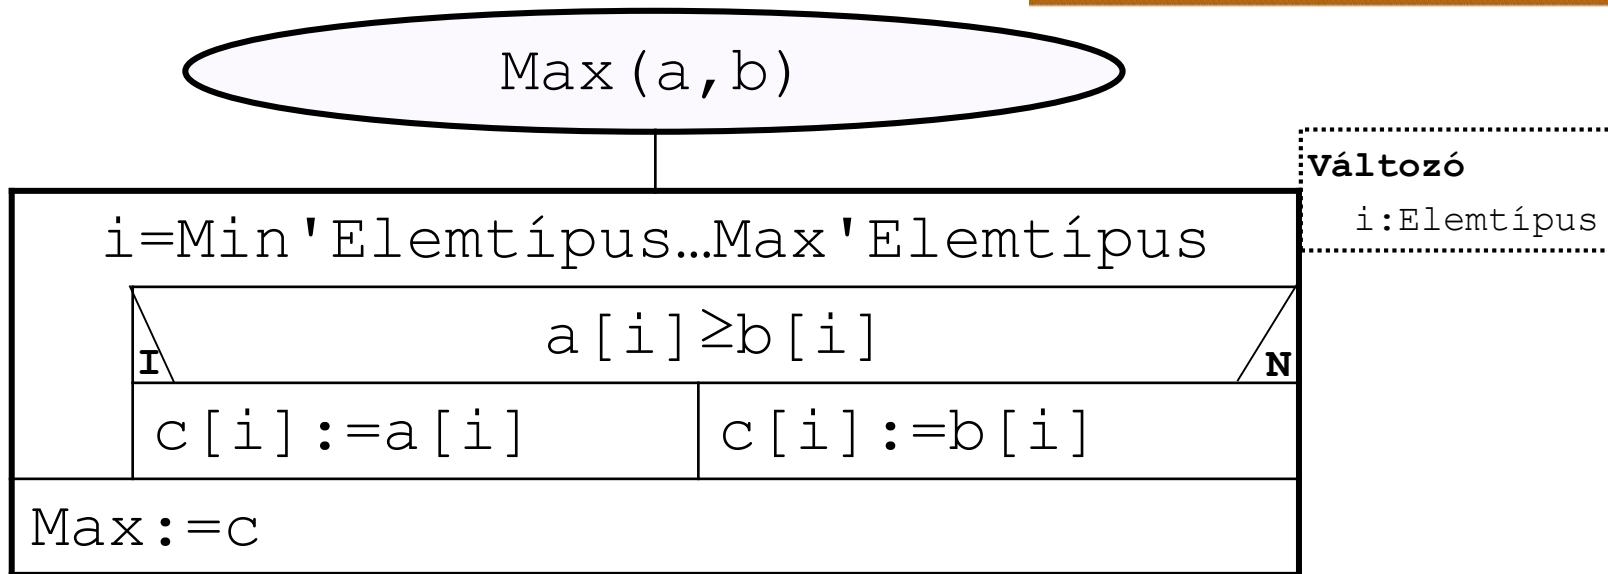 Max(a,b)
Változó
i:Elemtípus
i=Min'Elemtípus…Max'Elemtípus
a[i]≥b[i]
I
N
c[i]:=a[i]
c[i]:=b[i]
Max:=c